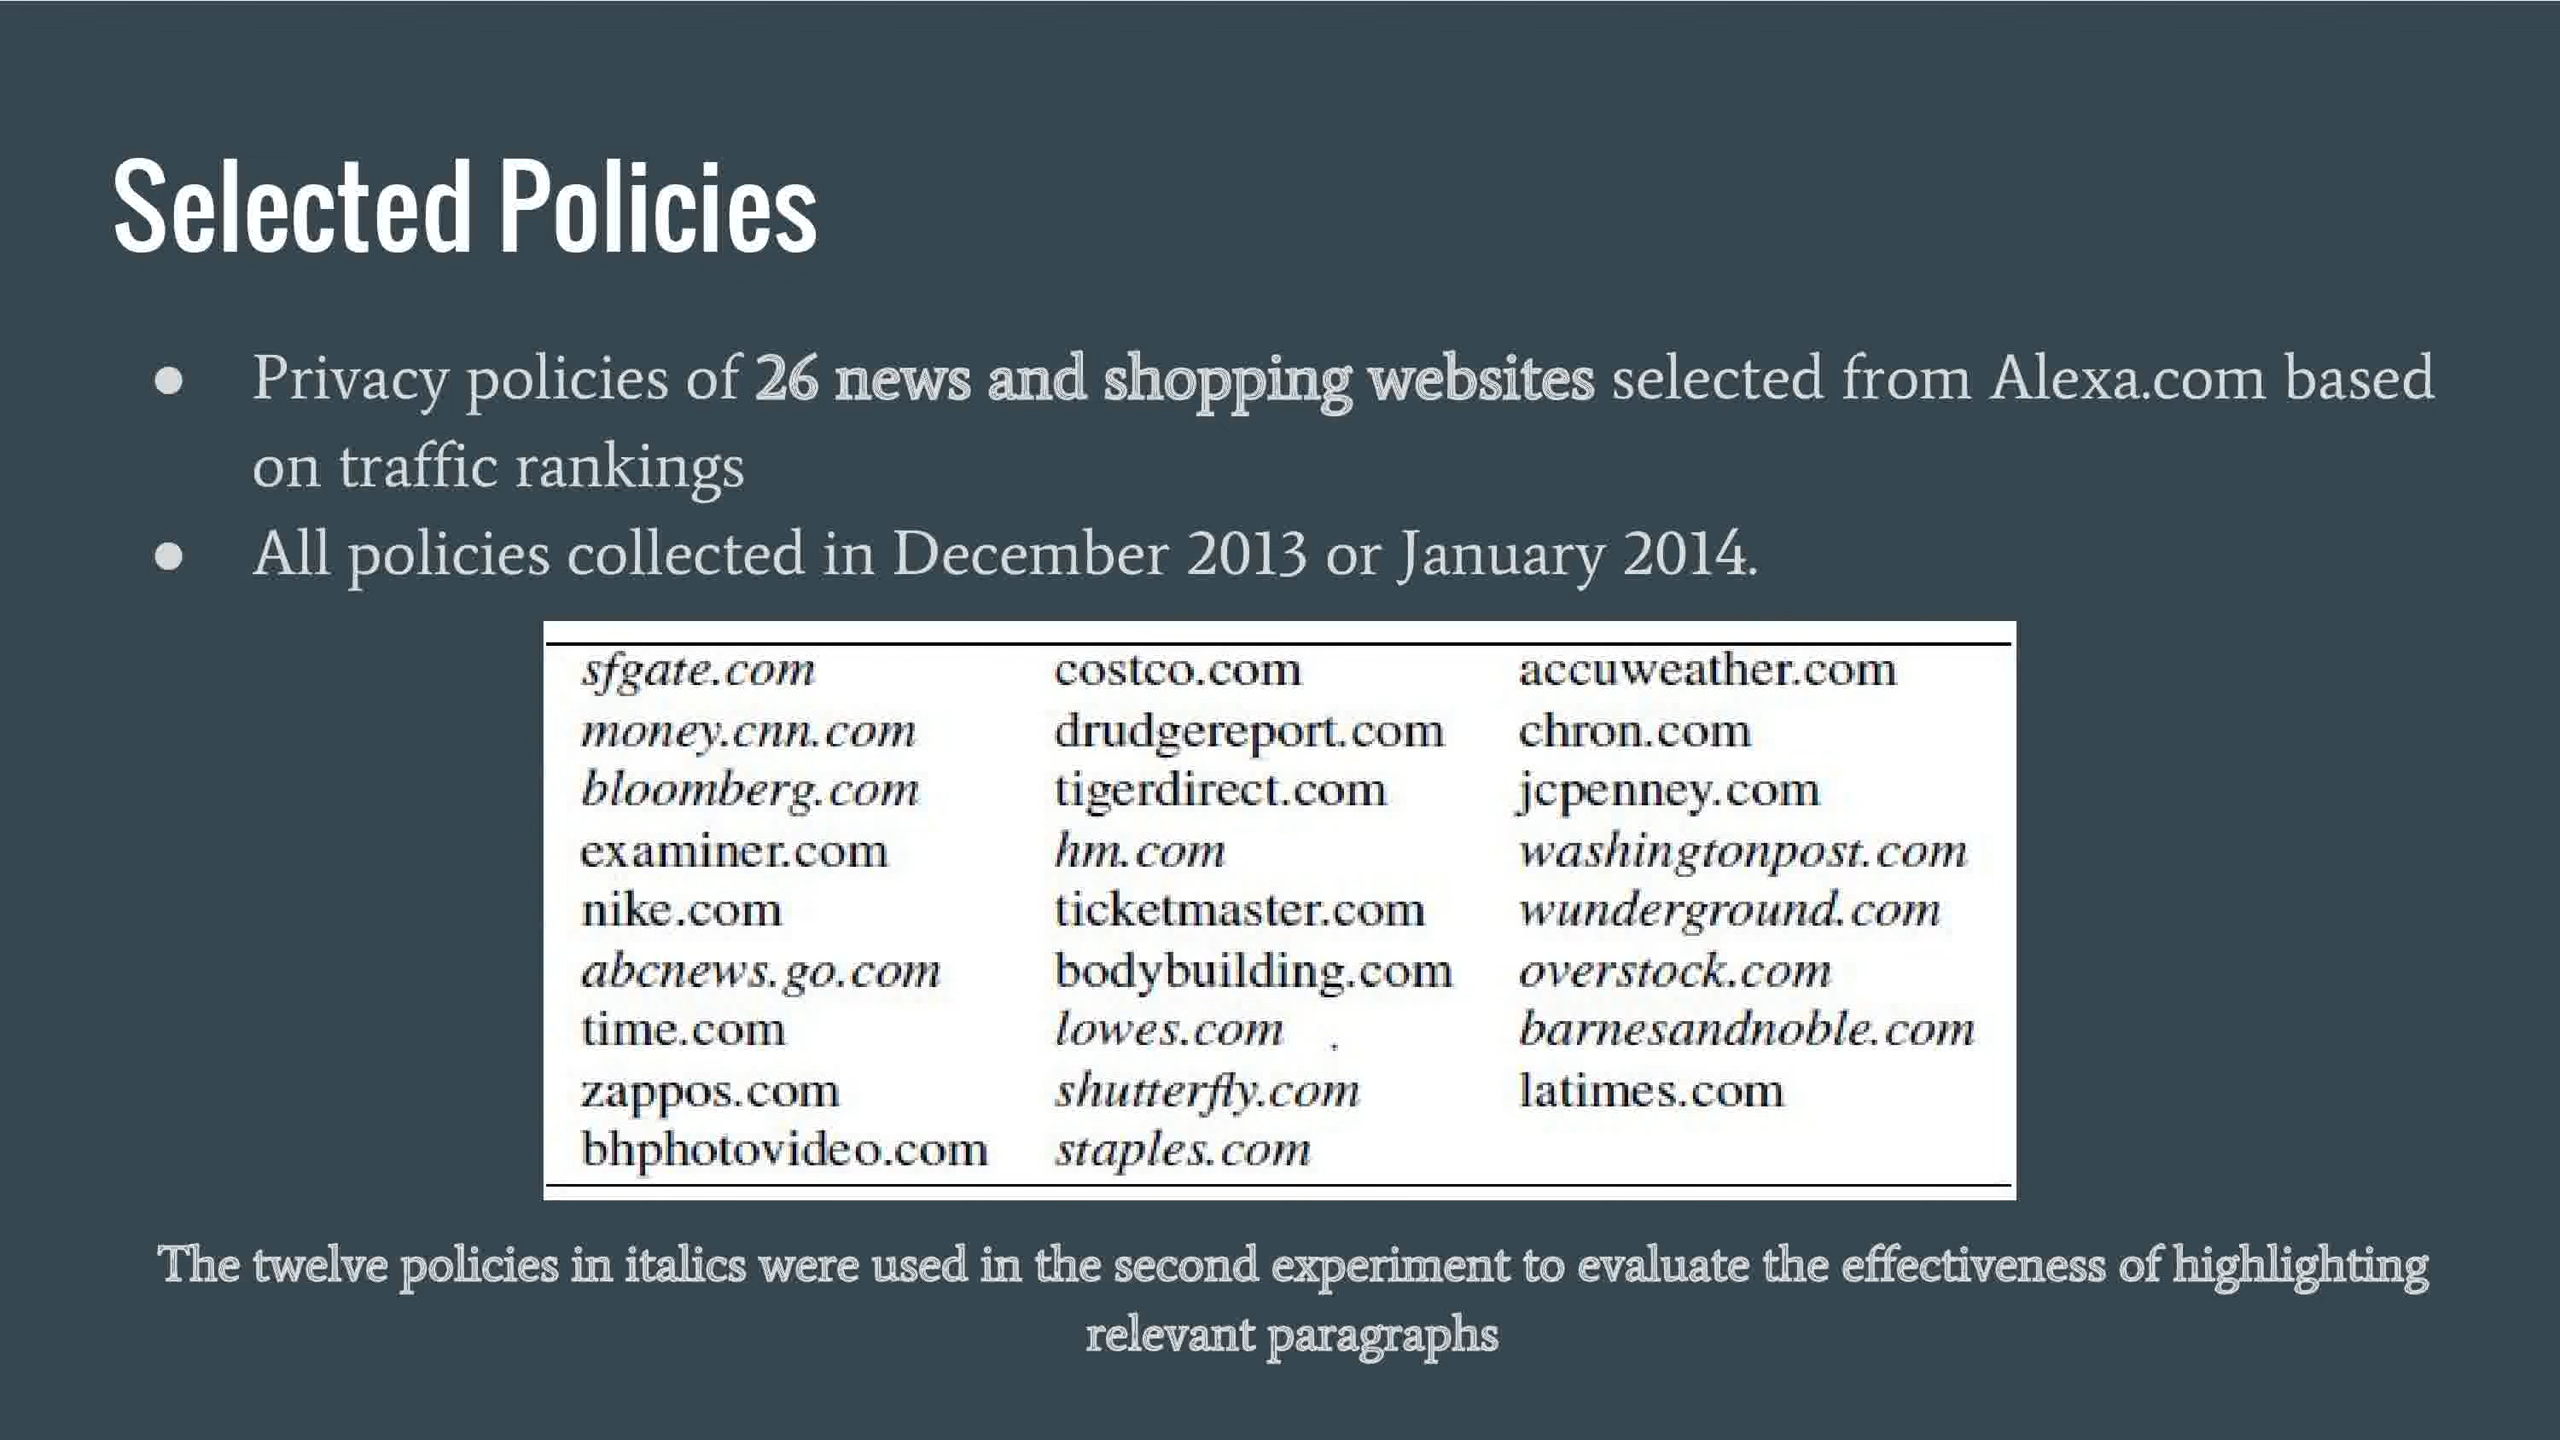 Selected Policies
● Privacy policies of 26 news and shopping websites selected from Alexa.com based
on traffic rankings
● All policies collected in December 2013 or January 2014.
sfgate.com costco.com accuweather.com
money.cnn.com drudgereport.com chron.com
bloomberg.com tigerdirect.com jcpenney.com
examiner.com hm.com washingtonpost.com
nike.com ticketmaster.com wunderground.com
abcnews.go.com bodybuilding.com overstock.com
time.com lowes.com barnesandnoble.com
zappos.com shutterfly.com latimes.com
bhphotovideo.com staples.com
The twelve policies in italics were used in the second experiment to evaluate the effectiveness of highlighting
relevant paragraphs